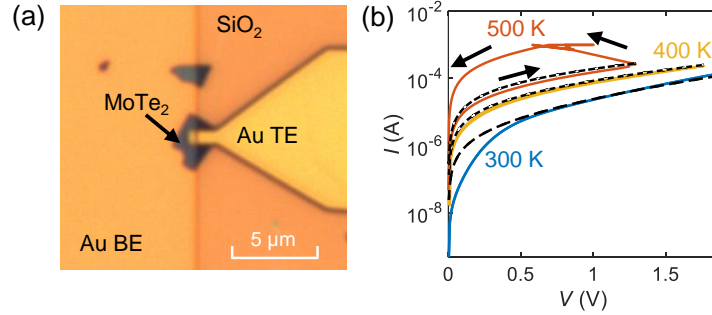 (a)
SiO₂
MoTe₂
Au TE
Au BE
5 μm
(b)
10⁻²
10⁻⁴
10⁻⁶
10⁻⁸
I (A)
500 K
400 K
300 K
0
0.5
1
1.5
V (V)